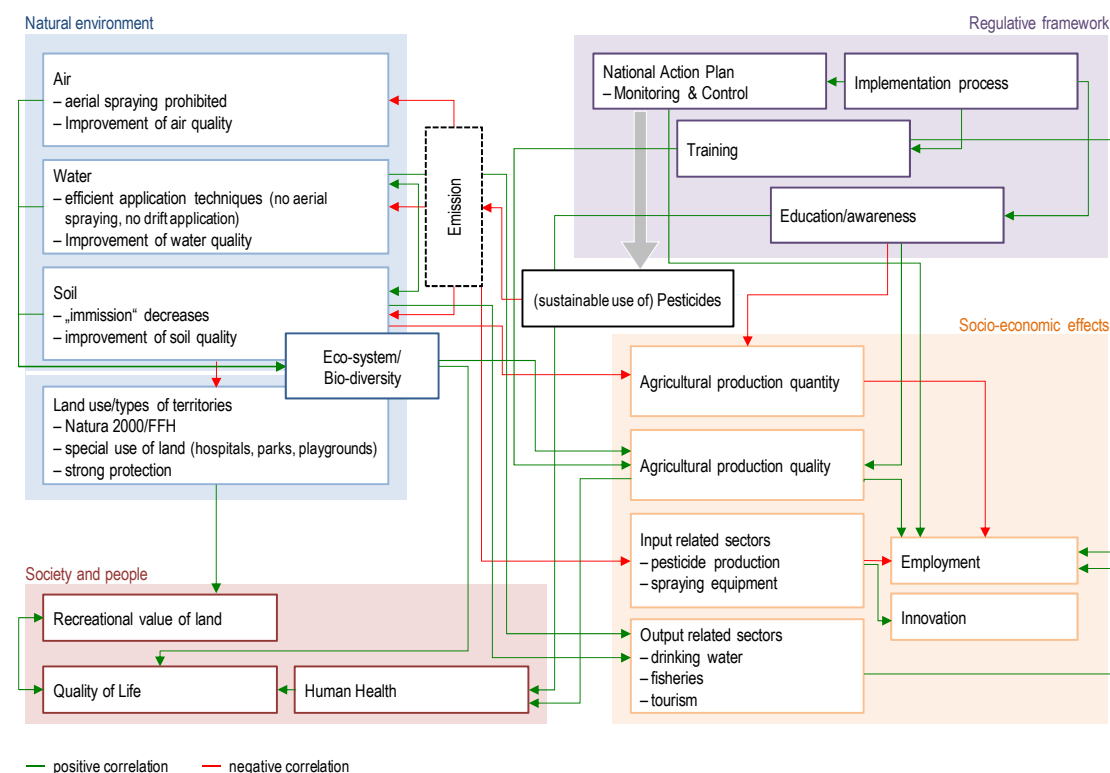 Natural environment
Air
– aerial spraying prohibited
– Improvement of air quality
Water
– efficient application techniques (no aerial
spraying, no drift application)
– Improvement of water quality
Soil
– „immission“ decreases
– improvement of soil quality
Eco-system/
Bio-diversity
Land use/types of territories
– Natura 2000/FFH
– special use of land (hospitals, parks, playgrounds)
– strong protection
Emission
Regulative framework
National Action Plan
– Monitoring & Control
Implementation process
Training
Education/awareness
(sustainable use of) Pesticides
Socio-economic effects
Agricultural production quantity
Agricultural production quality
Input related sectors
– pesticide production
– spraying equipment
Employment
Innovation
Output related sectors
– drinking water
– fisheries
– tourism
Society and people
Recreational value of land
Quality of Life
Human Health
positive correlation
negative correlation